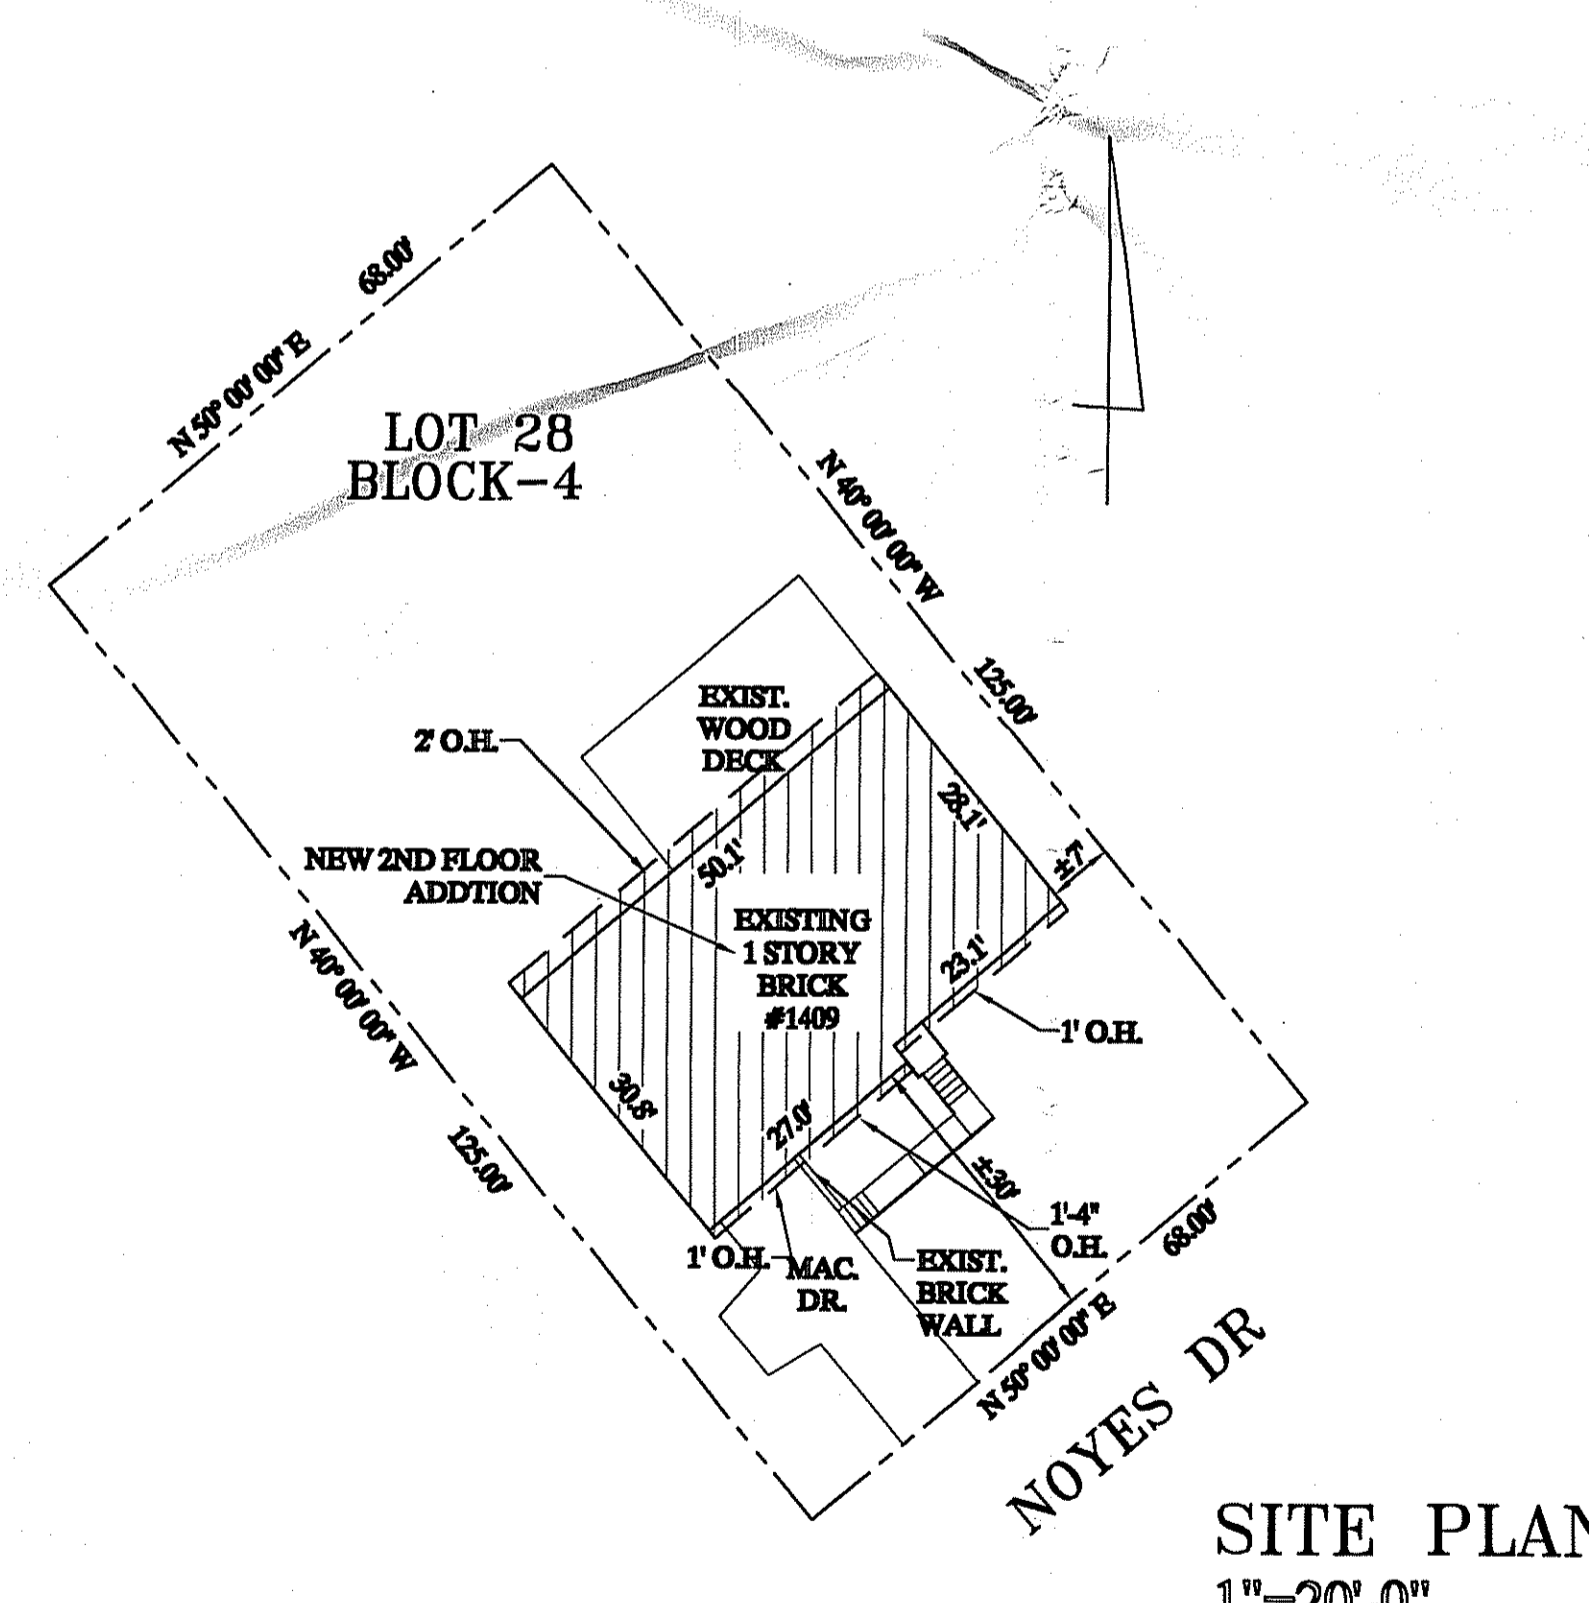 68.00'
N 50° 00' 00" E
LOT 28
BLOCK-4
N 40° 00' 00" W
125.00'
EXIST.
WOOD
DECK
2' O.H.
28.1'
NEW 2ND FLOOR
ADDTION
50.1'
±7'
EXISTING
1 STORY
BRICK
#1409
23.1'
1' O.H.
N 40° 00' 00" W
125.00'
30.8'
27.0'
±30'
1'-4"
O.H.
68.00'
1' O.H.
MAC.
DR.
EXIST.
BRICK
WALL
N 50° 00' 00" E
NOYES DR
SITE PLAN
1"=20'-0"